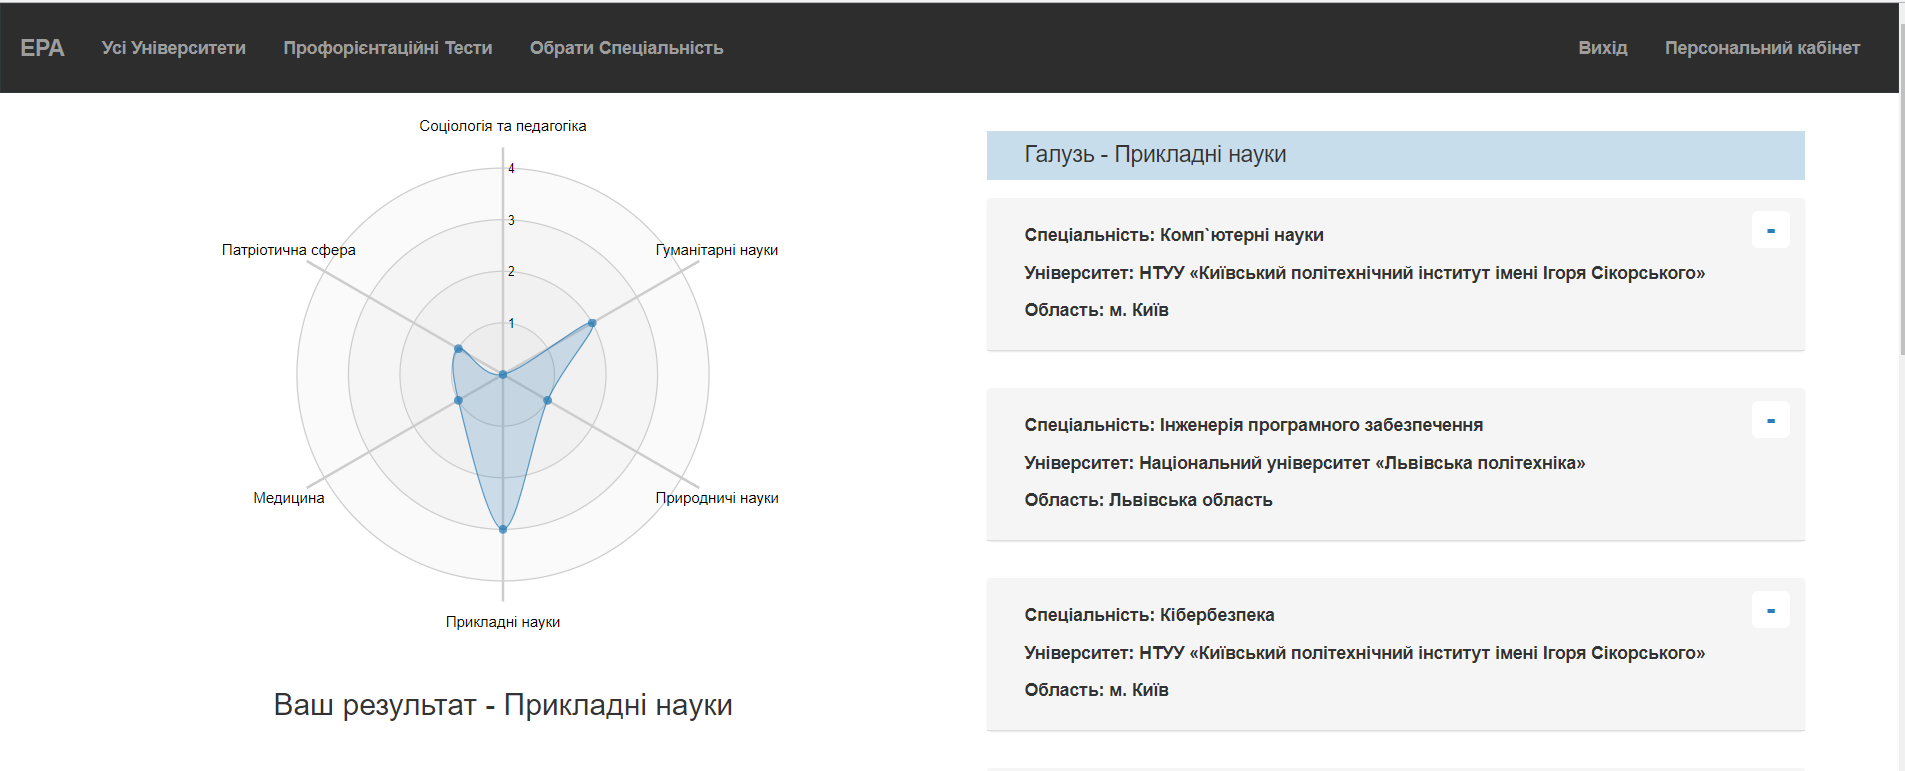 EPA Усі Університети Профорієнтаційні Тести Обрати Спеціальність Вихід Персональний кабінет
Соціологія та педагогіка
4
3
2
1
Патріотична сфера
Гуманітарні науки
Медицина
Природничі науки
Прикладні науки
Ваш результат - Прикладні науки
Галузь - Прикладні науки
Спеціальність: Комп`ютерні науки
-
Університет: НТУУ «Київський політехнічний інститут імені Ігоря Сікорського»
Область: м. Київ
Спеціальність: Інженерія програмного забезпечення
-
Університет: Національний університет «Львівська політехніка»
Область: Львівська область
Спеціальність: Кібербезпека
-
Університет: НТУУ «Київський політехнічний інститут імені Ігоря Сікорського»
Область: м. Київ